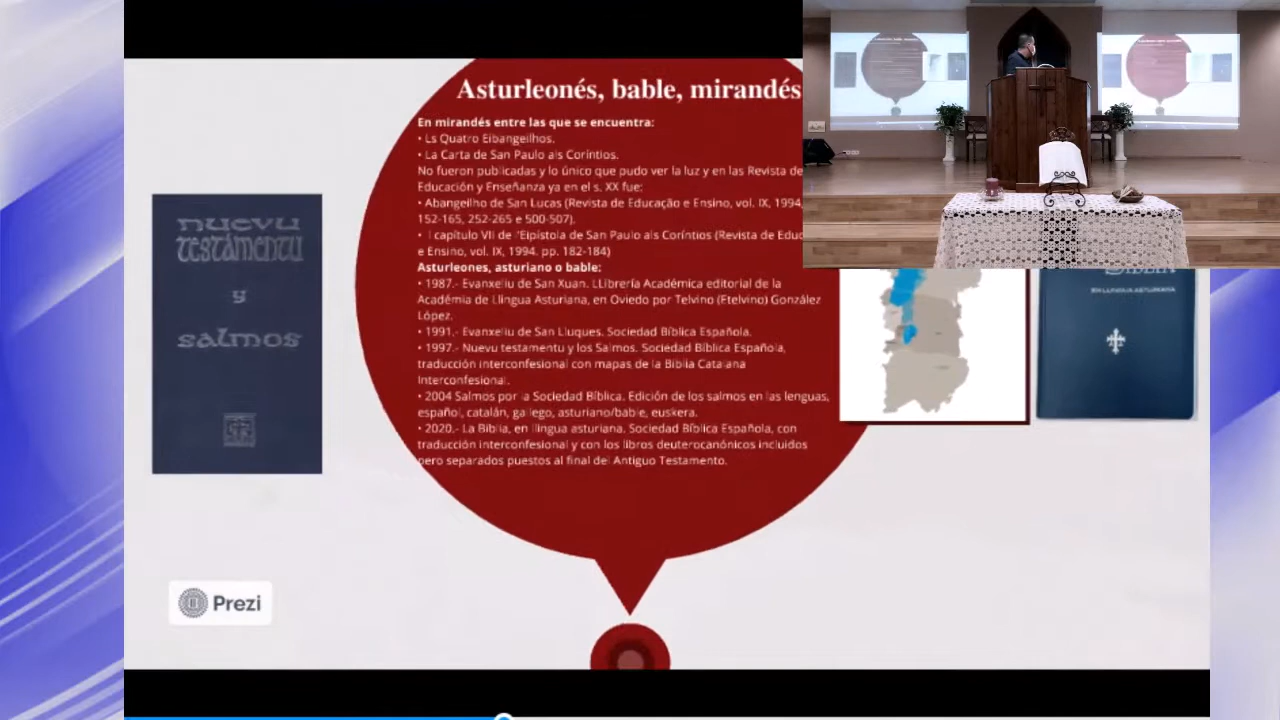 Asturleonés, bable, mirandés
En mirandés entre las que se encuentra:
• Ls Quatro Eibangeilhos.
• La Carta de San Paulo als Coríntios.
No fueron publicadas y lo único que pudo ver la luz y en las Revista de
Educación y Enseñanza ya en el s. XX fue:
• Abangeilho de San Lucas (Revista de Educação e Ensino, vol. IX, 1994,
152-165, 252-265 e 500-507).
• I capítulo VII de 'Eipístola de San Paulo als Coríntios (Revista de Educ
e Ensino, vol. IX, 1994. pp. 182-184)
Asturleones, asturiano o bable:
• 1987.- Evanxeliu de San Xuan. LLibrería Académica editorial de la
Académia de Llingua Asturiana, en Oviedo por Telvino (Etelvino) González
López.
• 1991.- Evanxeliu de San Lluques. Sociedad Bíblica Española.
• 1997.- Nuevu testamentu y los Salmos. Sociedad Bíblica Española,
traducción interconfesional con mapas de la Biblia Catalana
Interconfesional.
• 2004 Salmos por la Sociedad Bíblica. Edición de los salmos en las lenguas,
español, catalán, gallego, asturiano/bable, euskera.
• 2020.- La Biblia, en llingua asturiana. Sociedad Bíblica Española, con
traducción interconfesional y con los libros deuterocanónicos incluidos
pero separados puestos al final del Antiguo Testamento.
nuevu
testamentu
y
salmos
EN LLINGUA ASTURIANA
Prezi